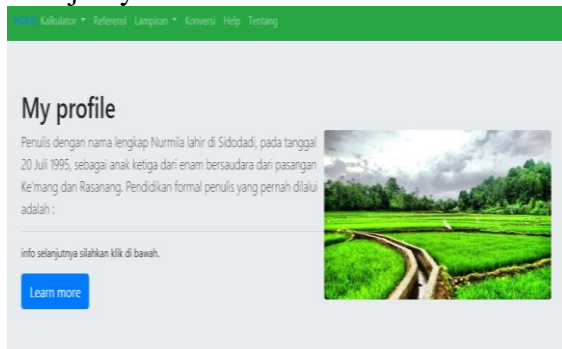 HOME Kalkulator Referensi Lampiran Konversi Help Tentang
My profile
Penulis dengan nama lengkap Nurmila lahir di Sidodadi, pada tanggal
20 Juli 1995, sebagai anak ketiga dari enam bersaudara dari pasangan
Ke'mang dan Rasanang. Pendidikan formal penulis yang pernah dilalui
adalah :
info selanjutnya silahkan klik di bawah.
Learn more